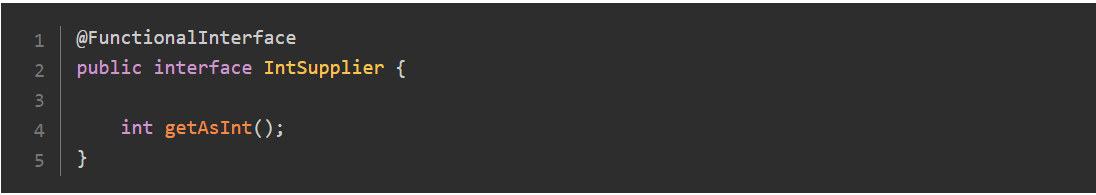 1 @FunctionalInterface
2 public interface IntSupplier {
3
4     int getAsInt();
5 }